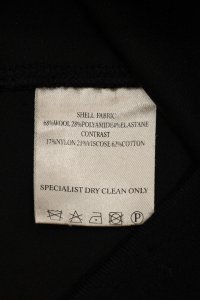 SHELL FABRIC
68%WOOL 28%POLYAMIDE4%ELASTANE
CONTRAST
17%NYLON 21%VISCOSE 62%COTTON
SPECIALIST DRY CLEAN ONLY
P